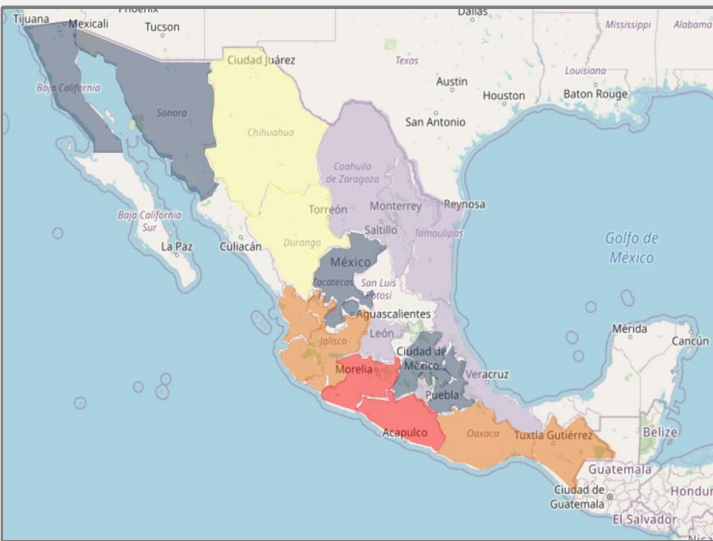 Dallas
Phoenix
Tijuana
Mexicali
Tucson
Mississippi
Alabama
Ciudad Juárez
Texas
Louisiana
Austin
Baja California
Houston
Baton Rouge
Sonora
San Antonio
Chihuahua
Coahuila
de Zaragoza
Torreón
Monterrey
Reynosa
Baja California
Sur
Saltillo
Tamaulipas
Golfo de
México
La Paz
Culiacán
Durango
México
Zacatecas
San Luis
Potosí
Aguascalientes
Mérida
Cancún
León
Jalisco
Ciudad de
México
Morelia
Veracruz
Puebla
Acapulco
Oaxaca
Tuxtla Gutiérrez
Belize
Guatemala
Ciudad de
Guatemala
Hondur
El Salvador
Nica